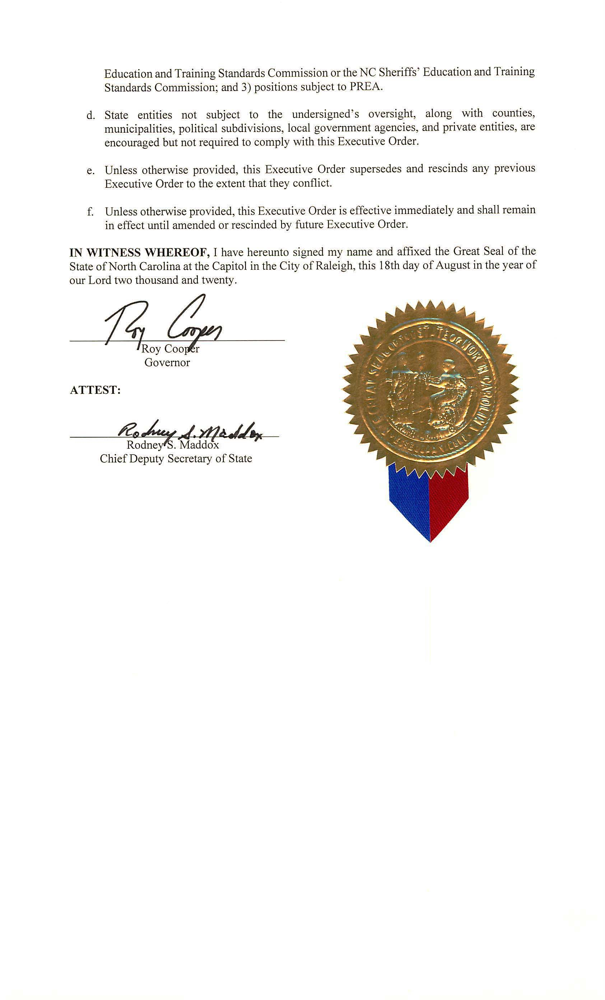 Education and Training Standards Commission or the NC Sheriffs’ Education and Training
Standards Commission; and 3) positions subject to PREA.
d. State entities not subject to the undersigned’s oversight, along with counties,
municipalities, political subdivisions, local government agencies, and private entities, are
encouraged but not required to comply with this Executive Order.
e. Unless otherwise provided, this Executive Order supersedes and rescinds any previous
Executive Order to the extent that they conflict.
f. Unless otherwise provided, this Executive Order is effective immediately and shall remain
in effect until amended or rescinded by future Executive Order.
IN WITNESS WHEREOF, I have hereunto signed my name and affixed the Great Seal of the
State of North Carolina at the Capitol in the City of Raleigh, this 18th day of August in the year of
our Lord two thousand and twenty.
Roy Cooper
Roy Cooper
Governor
ATTEST:
Rodney S. Maddox
Rodney S. Maddox
Chief Deputy Secretary of State
SEAL OF
CAROLINA